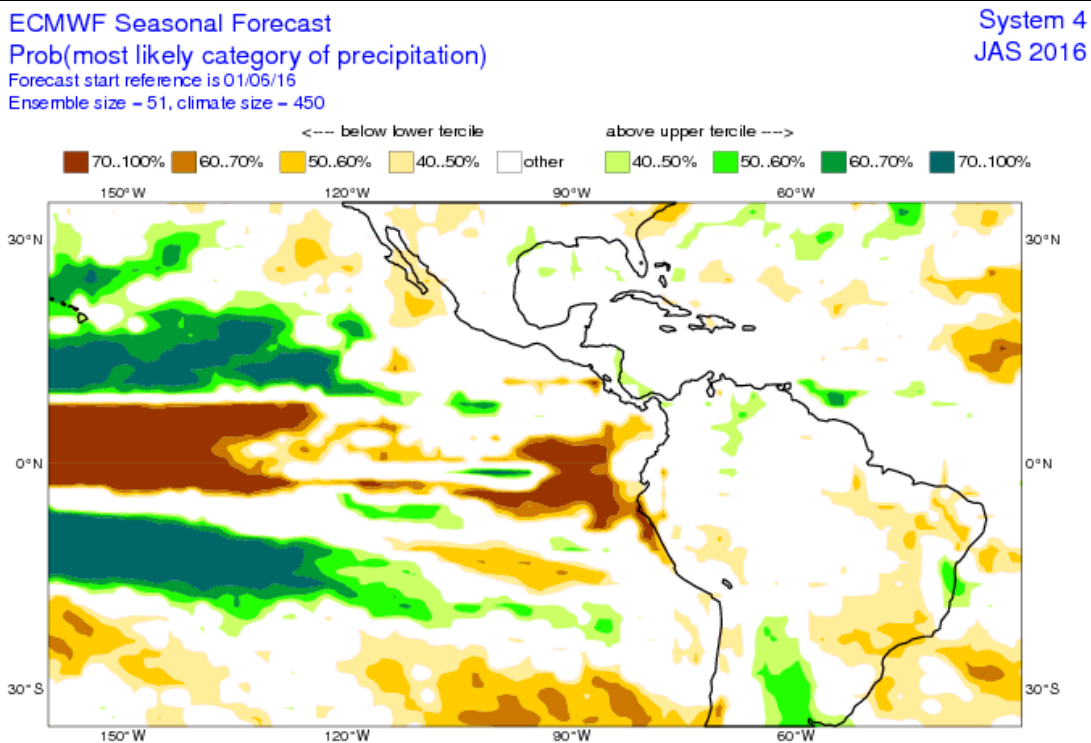 ECMWF Seasonal Forecast
System 4
Prob(most likely category of precipitation)
JAS 2016
Forecast start reference is 01/06/16
Ensemble size = 51, climate size = 450
<---- below lower tercile
above upper tercile ---->
70..100%
60..70%
50..60%
40..50%
other
40..50%
50..60%
60..70%
70..100%
150°W
120°W
90°W
60°W
30°N
30°N
0°N
0°N
30°S
30°S
150°W
120°W
90°W
60°W